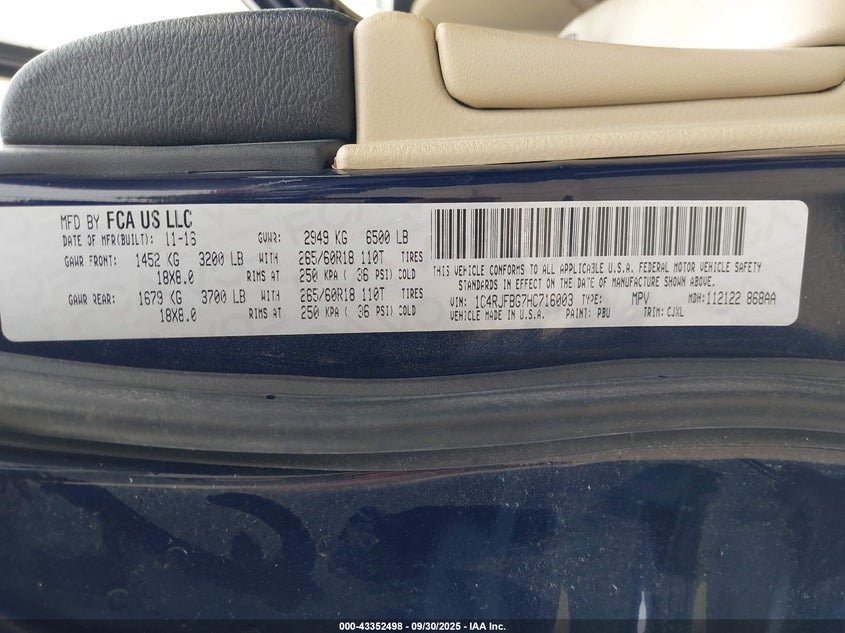 MFD BY FCA US LLC
DATE OF MFR(BUILT): 11-16 GVWR: 2949 KG 6500 LB
GAWR FRONT: 1452 KG 3200 LB WITH 265/60R18 110T TIRES
18X8.0 RIMS AT 250 KPA ( 36 PSI) COLD
GAWR REAR: 1679 KG 3700 LB WITH 265/60R18 110T TIRES
18X8.0 RIMS AT 250 KPA ( 36 PSI) COLD
THIS VEHICLE CONFORMS TO ALL APPLICABLE U.S.A. FEDERAL MOTOR VEHICLE SAFETY
STANDARDS IN EFFECT ON THE DATE OF MANUFACTURE SHOWN ABOVE.
VIN: 1C4RJFBG7HC716003 TYPE: MPV MDH: 112122 868AA
VEHICLE MADE IN U.S.A. PAINT: PBU TRIM: CJXL
000-43352498 - 09/30/2025 - IAA Inc.